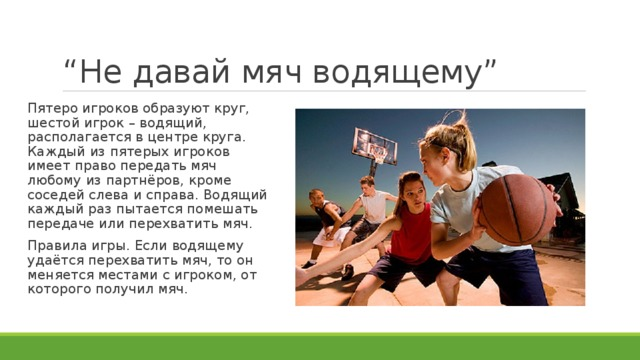 “Не давай мяч водящему”
Пятеро игроков образуют круг,
шестой игрок – водящий,
располагается в центре круга.
Каждый из пятерых игроков
имеет право передать мяч
любому из партнёров, кроме
соседей слева и справа. Водящий
каждый раз пытается помешать
передаче или перехватить мяч.
Правила игры. Если водящему
удаётся перехватить мяч, то он
меняется местами с игроком, от
которого получил мяч.